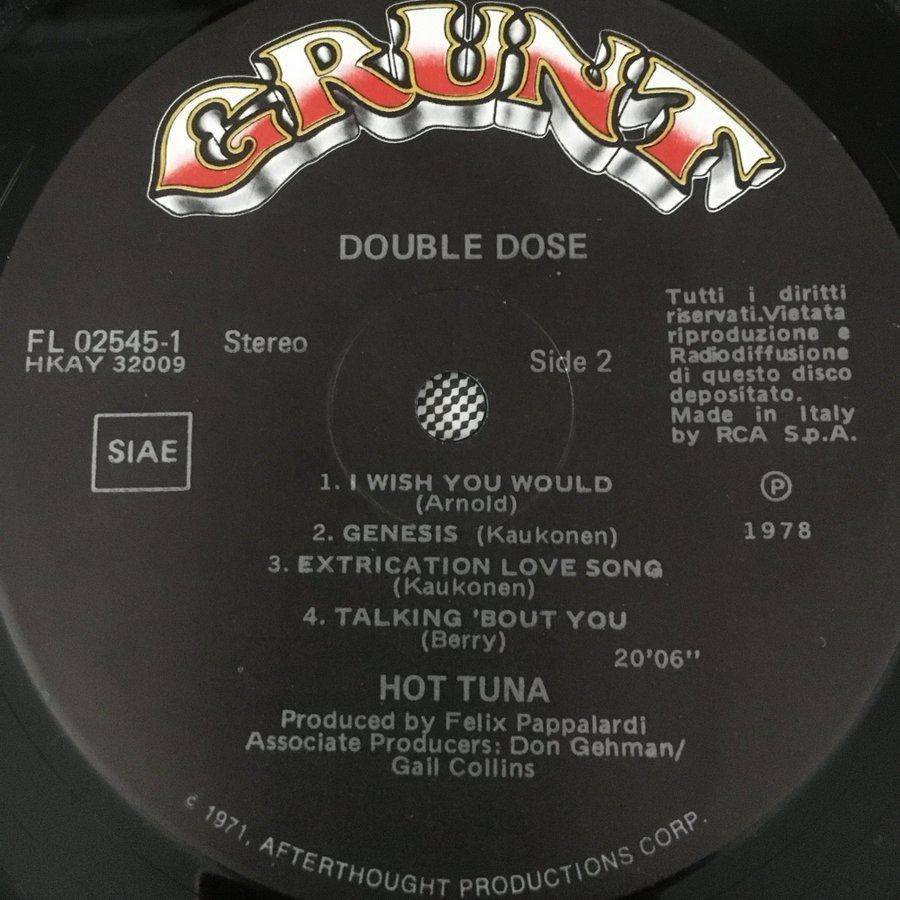 GRUNT
DOUBLE DOSE
FL 02545-1
HKAY 32009
Stereo
Side 2
Tutti i diritti
riservati.Vietata
riproduzione e
Radiodiffusione
di questo disco
depositato.
Made in Italy
by RCA S.p.A.
SIAE
℗
1978
1. I WISH YOU WOULD
(Arnold)
2. GENESIS (Kaukonen)
3. EXTRICATION LOVE SONG
(Kaukonen)
4. TALKING 'BOUT YOU
(Berry)
20'06"
HOT TUNA
Produced by Felix Pappalardi
Associate Producers: Don Gehman/
Gail Collins
c 1971, AFTERTHOUGHT PRODUCTIONS CORP.